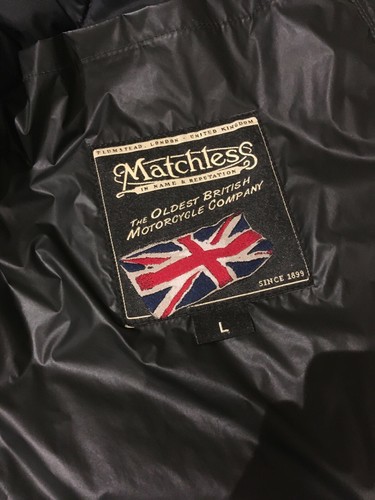 PLUMSTEAD, LONDON - UNITED KINGDOM
Matchless
IN NAME & REPUTATION
THE OLDEST BRITISH
MOTORCYCLE COMPANY
SINCE 1899
L